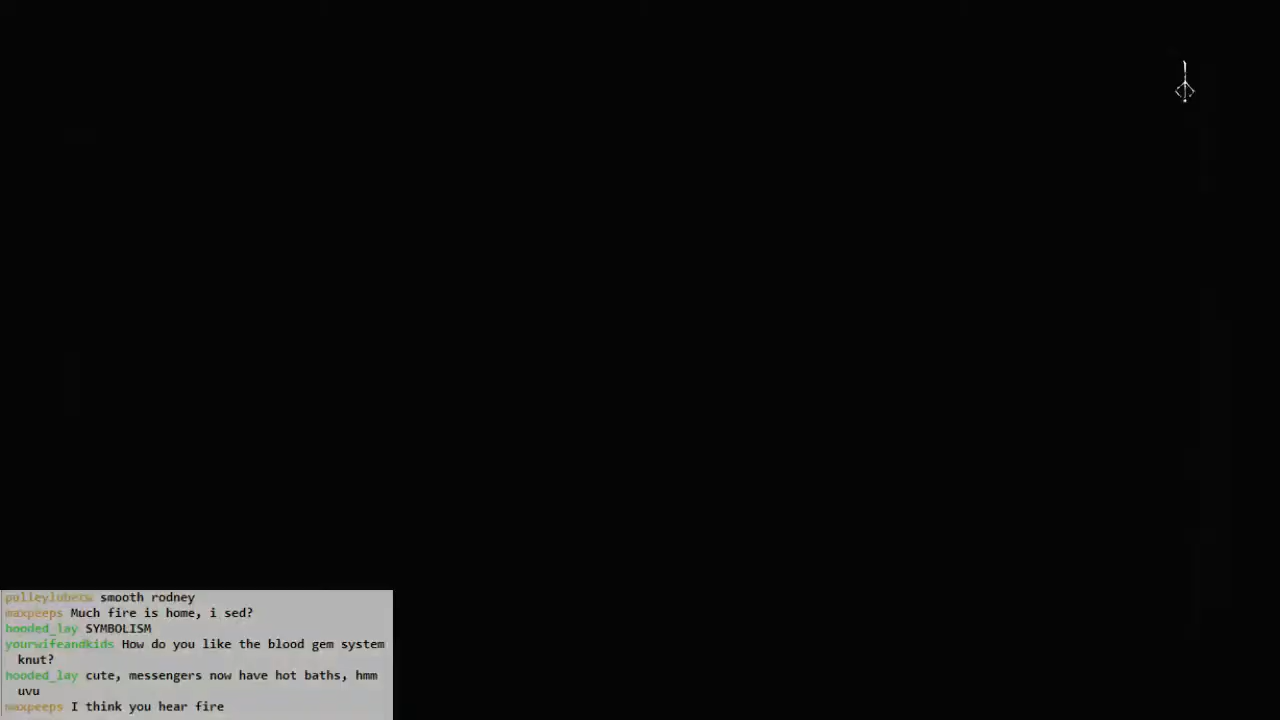 smooth rodney
maxpeeps Much fire is home, i sed?
hooded_lay SYMBOLISM
yourwifeandkids How do you like the blood gem system
knut?
hooded_lay cute, messengers now have hot baths, hmm
uvu
maxpeeps I think you hear fire